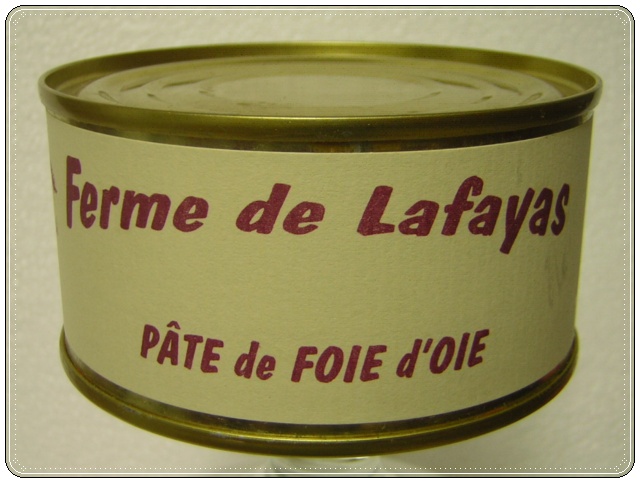 Ferme de Lafayas
PÂTE de FOIE d'OIE